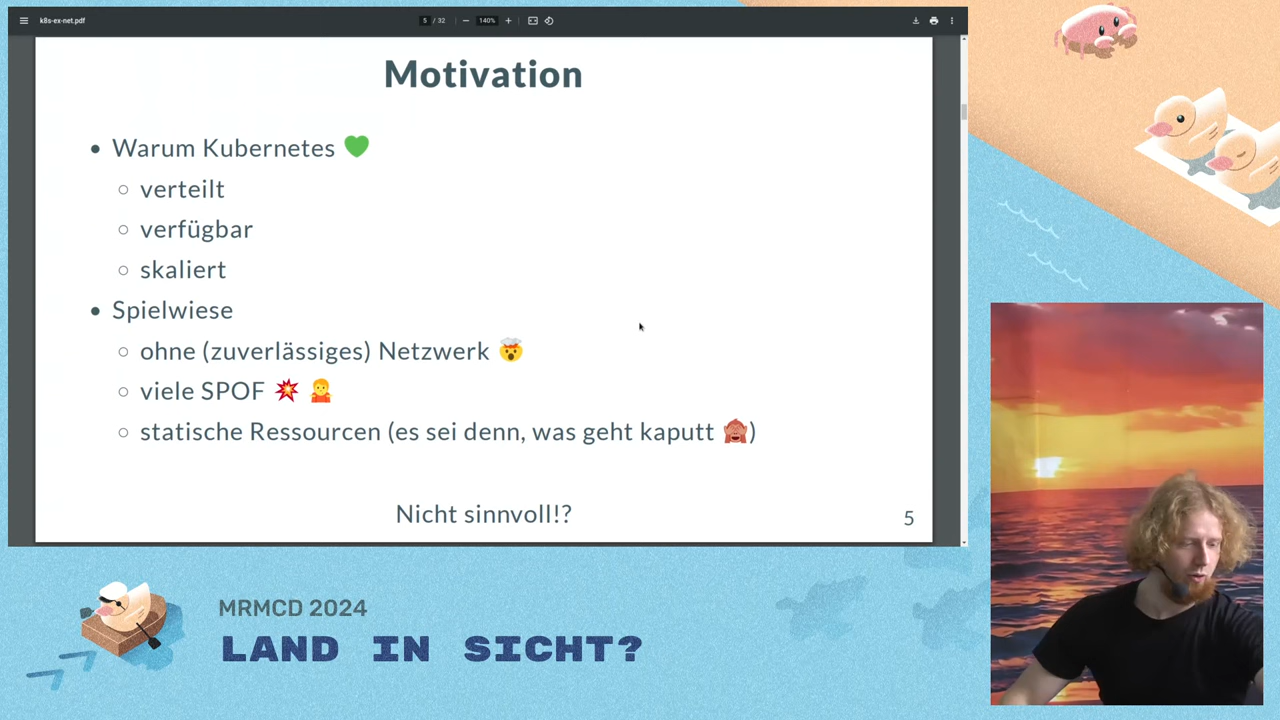 k8s-ex-net.pdf
5 / 32
140%
Motivation
Warum Kubernetes 💚
verteilt
verfügbar
skaliert
Spielwiese
ohne (zuverlässiges) Netzwerk 🤯
viele SPOF 💥 🤷
statische Ressourcen (es sei denn, was geht kaputt 🙈)
Nicht sinnvoll!?
5
MRMCD 2024
LAND IN SICHT?